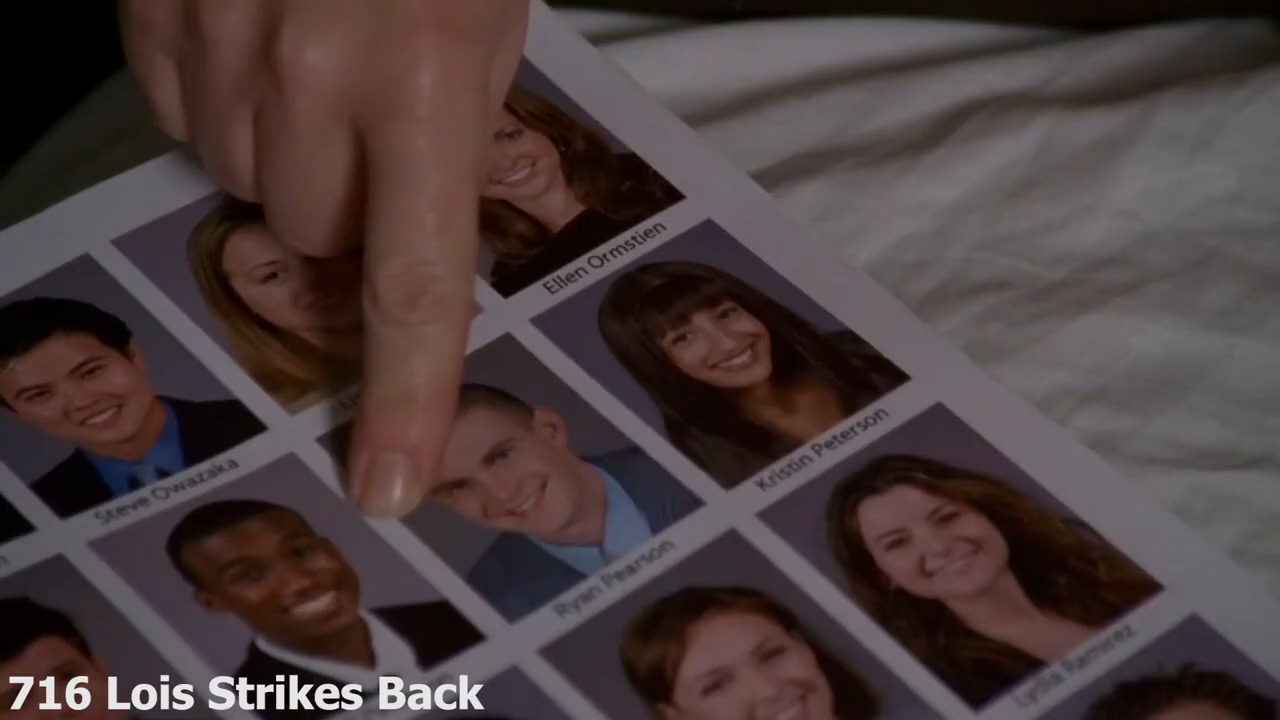 Ellen Ormstien
Kristin Peterson
Steve Owazaka
Ryan Pearson
Lydia Ramirez
716 Lois Strikes Back